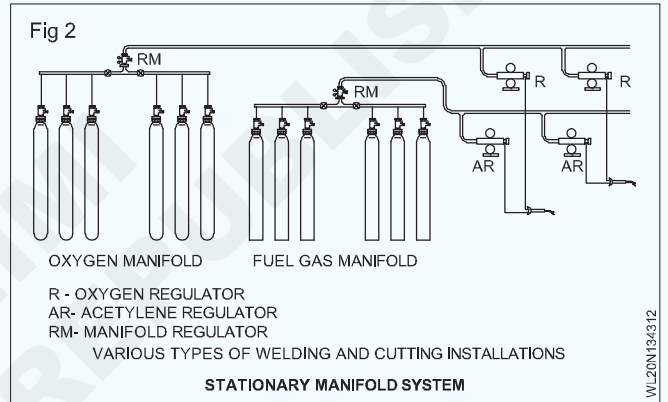 Fig 2
RM
R
R
RM
AR
AR
OXYGEN MANIFOLD
FUEL GAS MANIFOLD
R - OXYGEN REGULATOR
AR- ACETYLENE REGULATOR
RM- MANIFOLD REGULATOR
VARIOUS TYPES OF WELDING AND CUTTING INSTALLATIONS
STATIONARY MANIFOLD SYSTEM
WL20N134312